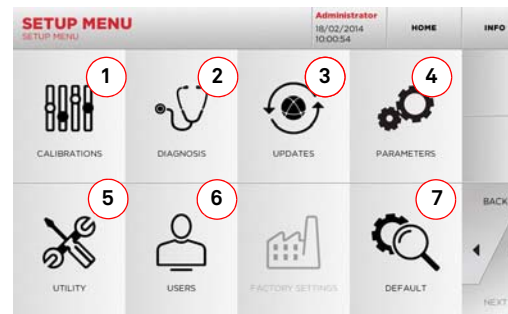 SETUP MENU
SETUP MENU
Administrator
18/02/2014
10:00:54
HOME
INFO
1
2
3
4
CALIBRATIONS
DIAGNOSIS
UPDATES
PARAMETERS
5
6
7
BACK
UTILITY
USERS
FACTORY SETTINGS
DEFAULT
NEXT